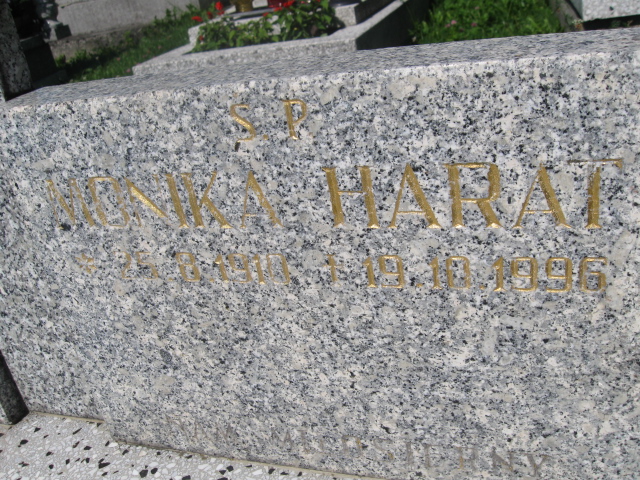 S.P.
MONIKA HARAT
* 25.8.1910 † 19.10.1996